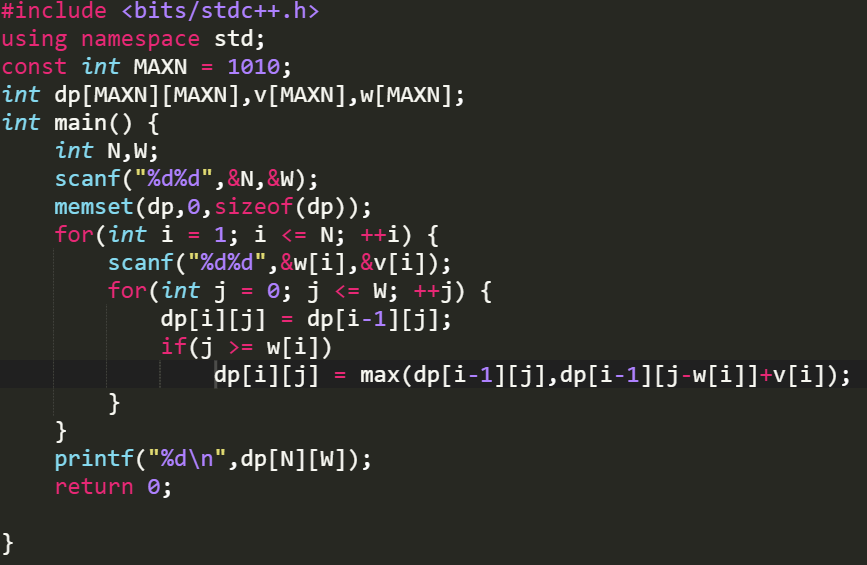 #include <bits/stdc++.h>
using namespace std;
const int MAXN = 1010;
int dp[MAXN][MAXN],v[MAXN],w[MAXN];
int main() {
    int N,W;
    scanf("%d%d",&N,&W);
    memset(dp,0,sizeof(dp));
    for(int i = 1; i <= N; ++i) {
        scanf("%d%d",&w[i],&v[i]);
        for(int j = 0; j <= W; ++j) {
            dp[i][j] = dp[i-1][j];
            if(j >= w[i])
                dp[i][j] = max(dp[i-1][j],dp[i-1][j-w[i]]+v[i]);
        }
    }
    printf("%d\n",dp[N][W]);
    return 0;

}